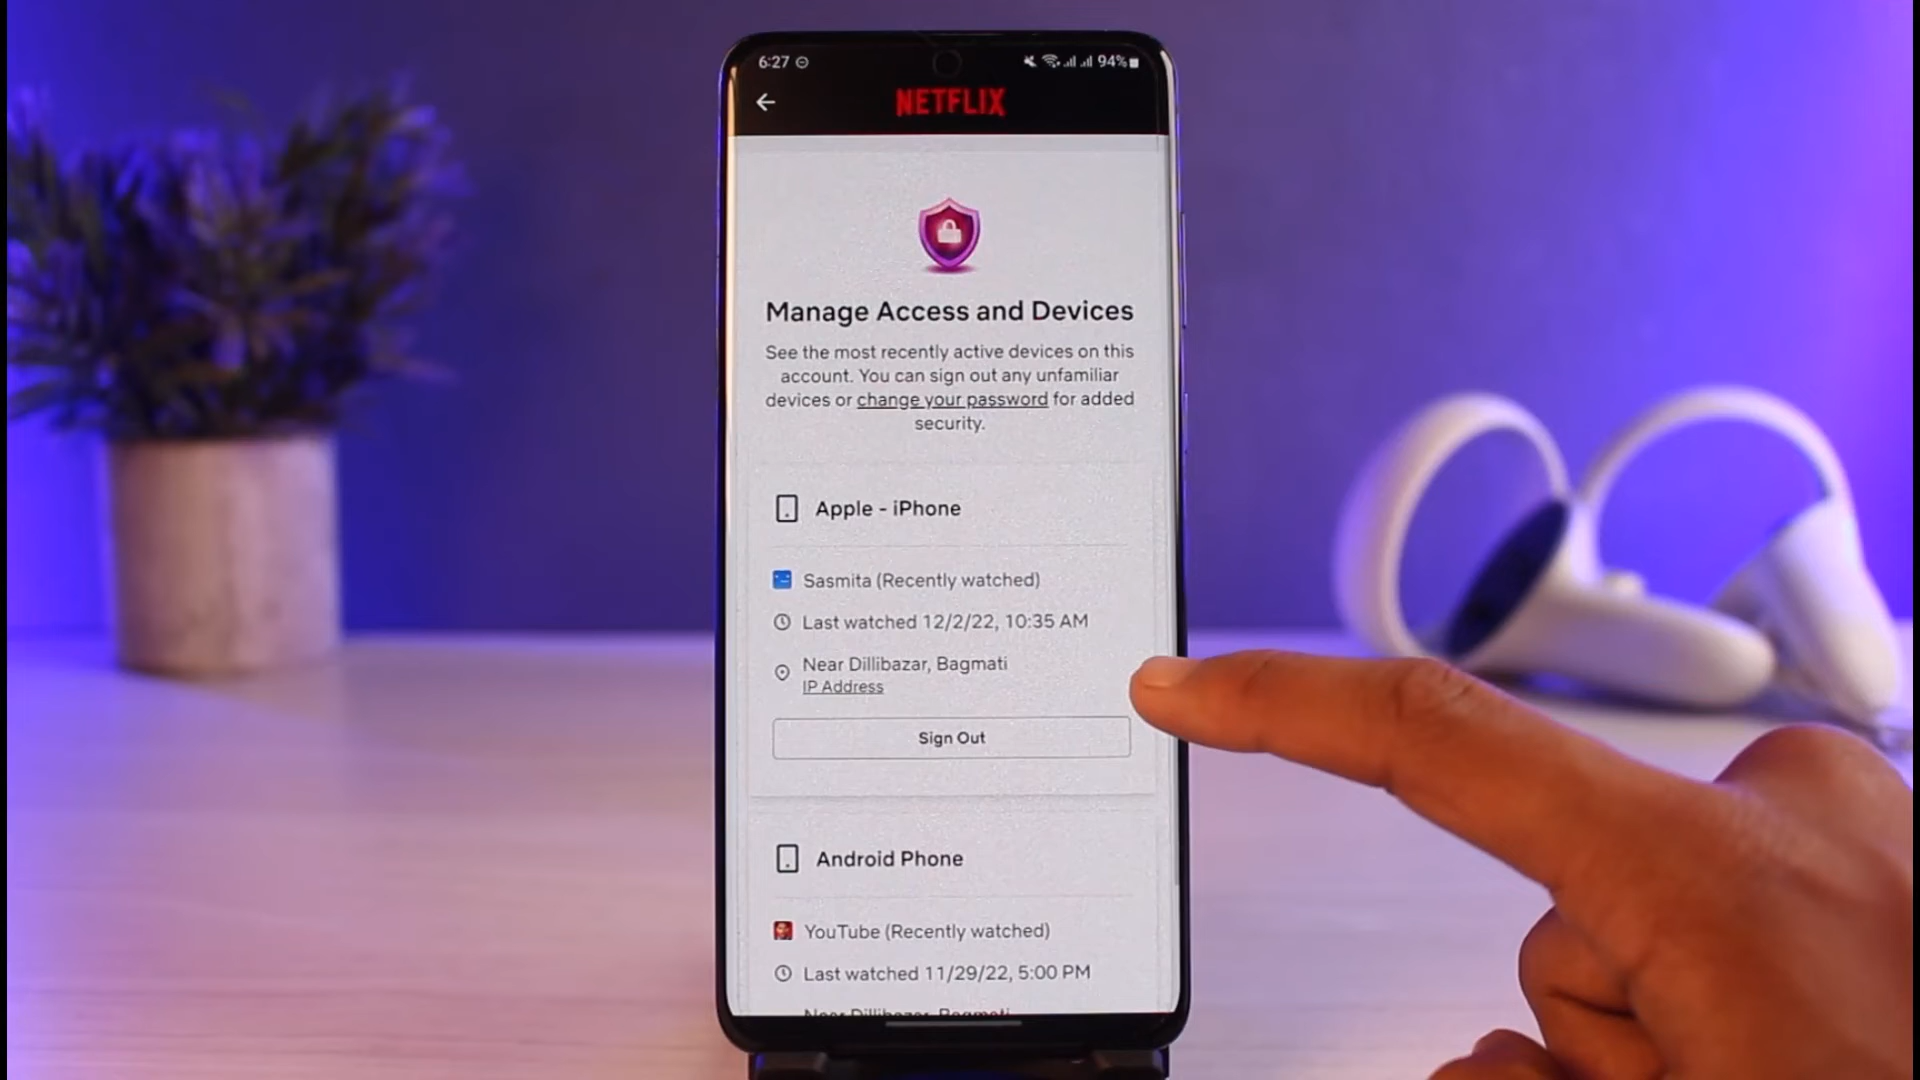 6:27
94%
NETFLIX
Manage Access and Devices
See the most recently active devices on this
account. You can sign out any unfamiliar
devices or change your password for added
security.
Apple - iPhone
Sasmita (Recently watched)
Last watched 12/2/22, 10:35 AM
Near Dillibazar, Bagmati
IP Address
Sign Out
Android Phone
YouTube (Recently watched)
Last watched 11/29/22, 5:00 PM
Near Dillibazar, Bagmati